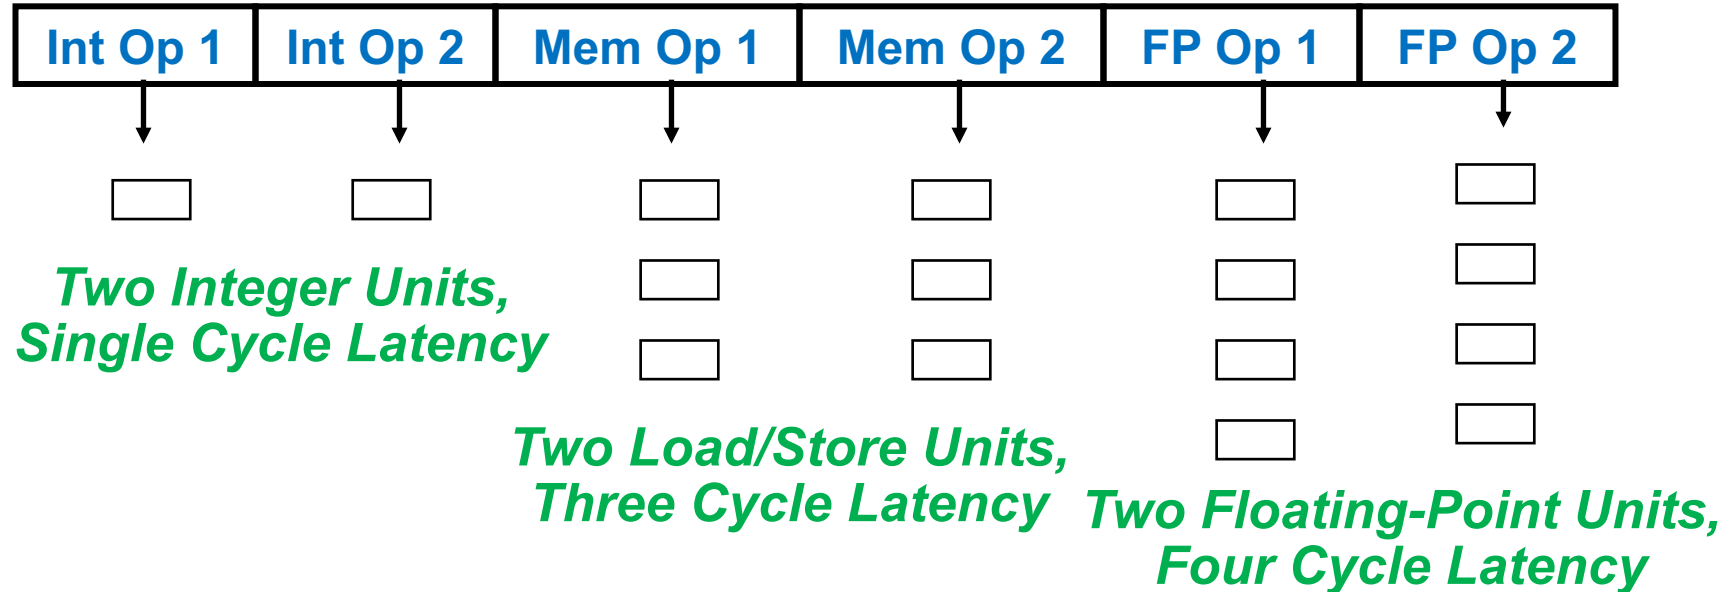 Int Op 1 Int Op 2 Mem Op 1 Mem Op 2 FP Op 1 FP Op 2
Two Integer Units,
Single Cycle Latency
Two Load/Store Units,
Three Cycle Latency
Two Floating-Point Units,
Four Cycle Latency